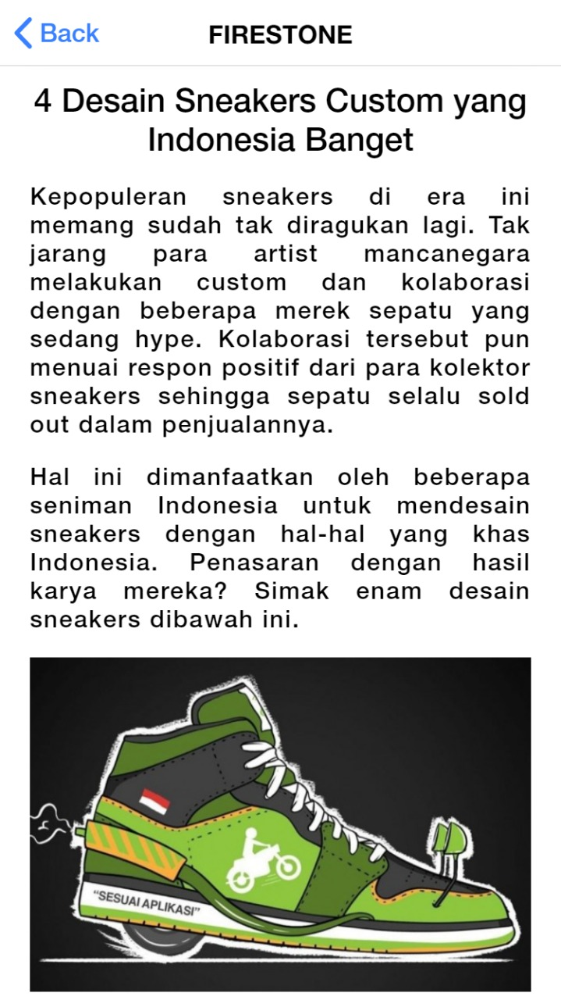 Back
FIRESTONE
4 Desain Sneakers Custom yang
Indonesia Banget
Kepopuleran sneakers di era ini
memang sudah tak diragukan lagi. Tak
jarang para artist mancanegara
melakukan custom dan kolaborasi
dengan beberapa merek sepatu yang
sedang hype. Kolaborasi tersebut pun
menuai respon positif dari para kolektor
sneakers sehingga sepatu selalu sold
out dalam penjualannya.
Hal ini dimanfaatkan oleh beberapa
seniman Indonesia untuk mendesain
sneakers dengan hal-hal yang khas
Indonesia. Penasaran dengan hasil
karya mereka? Simak enam desain
sneakers dibawah ini.
“SESUAI APLIKASI”